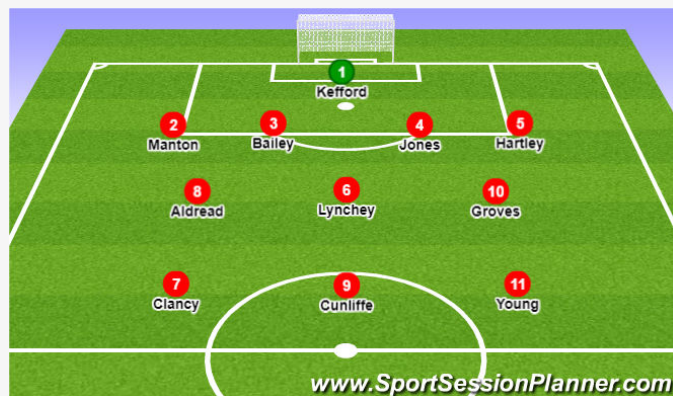 1
Kefford
2
Manton
3
Bailey
4
Jones
5
Hartley
8
Aldread
6
Lynchey
10
Groves
7
Clancy
9
Cunliffe
11
Young
www.SportSessionPlanner.com